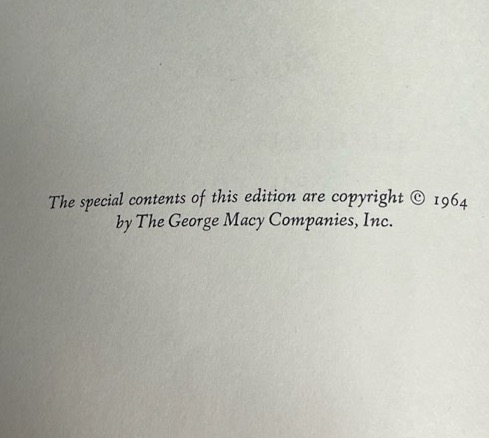 The special contents of this edition are copyright © 1964
by The George Macy Companies, Inc.